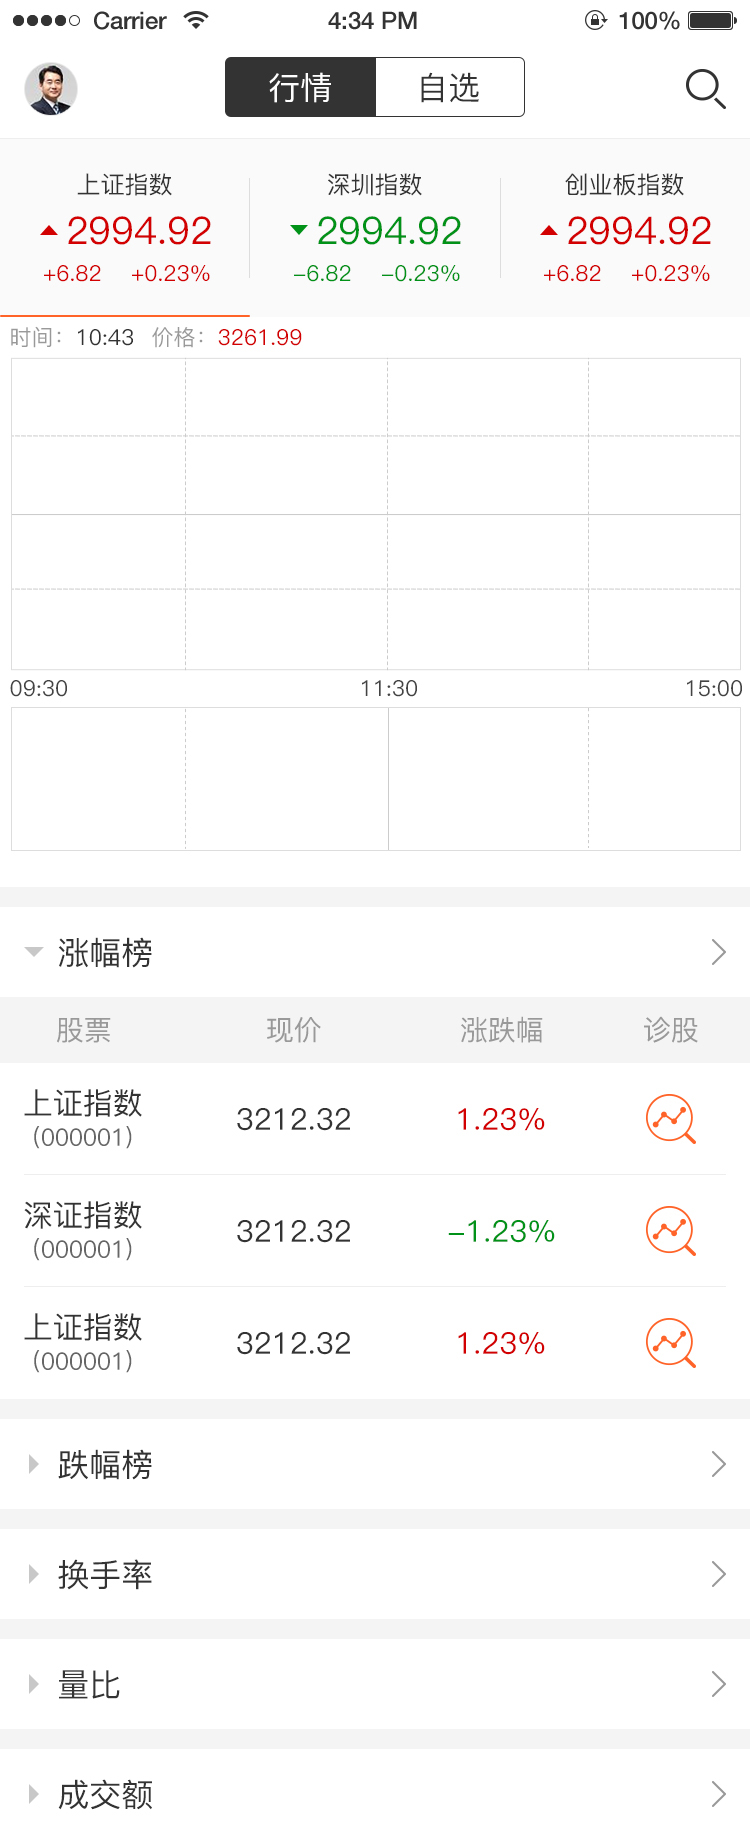 Carrier 4:34 PM 100%
行情 自选
上证指数 深圳指数 创业板指数
2994.92 2994.92 2994.92
+6.82 +0.23% −6.82 −0.23% +6.82 +0.23%
时间： 10:43 价格： 3261.99
09:30 11:30 15:00
涨幅榜
股票 现价 涨跌幅 诊股
上证指数 3212.32 1.23%
(000001)
深证指数 3212.32 −1.23%
(000001)
上证指数 3212.32 1.23%
(000001)
跌幅榜
换手率
量比
成交额